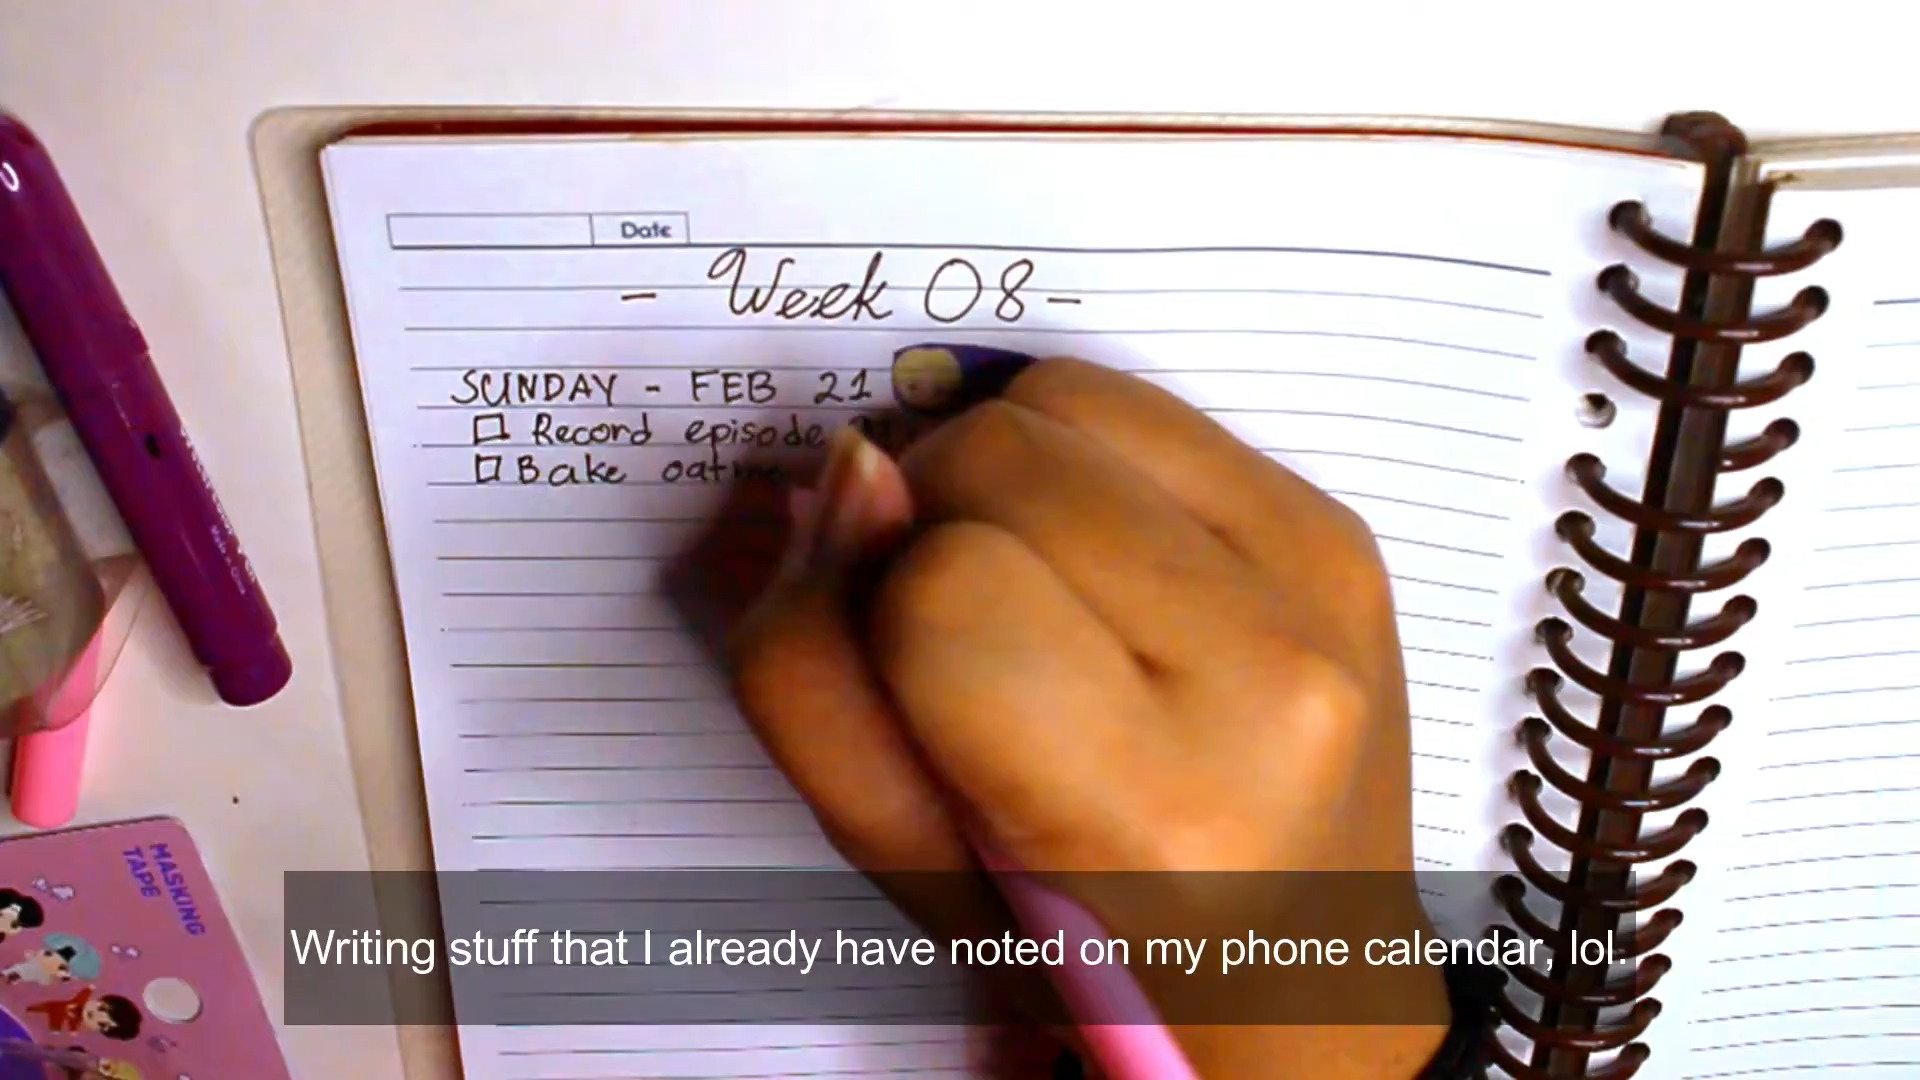 Date
- Week 08 -
SUNDAY - FEB 21
Record episode
Bake
MASKING
TAPE
Writing stuff that I already have noted on my phone calendar, lol.